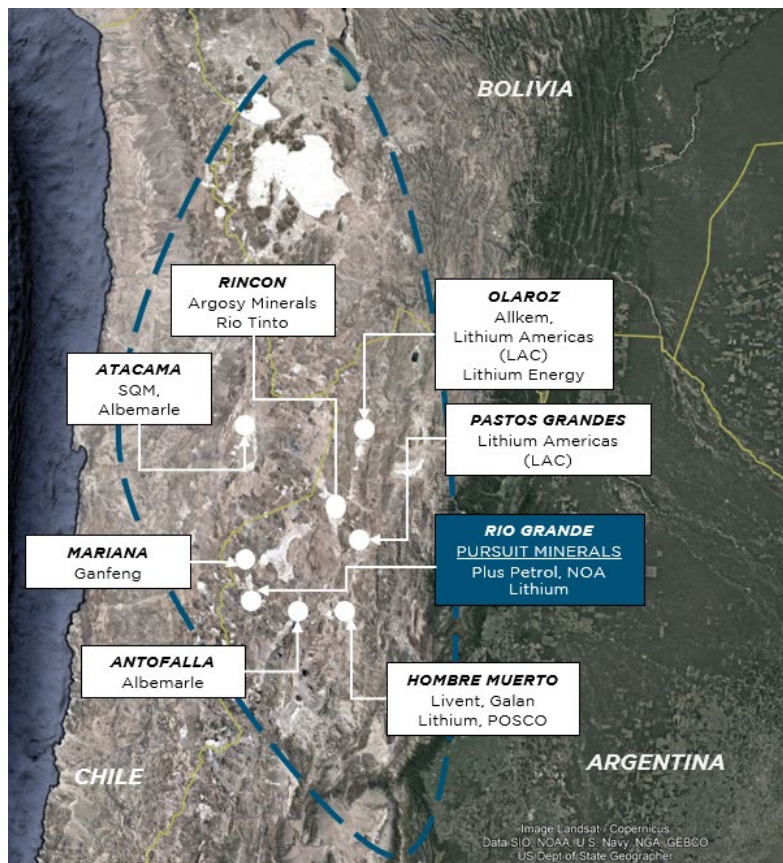 BOLIVIA
RINCON
Argosy Minerals
Rio Tinto
OLAROZ
Allkem,
Lithium Americas
(LAC)
Lithium Energy
ATACAMA
SQM,
Albemarle
PASTOS GRANDES
Lithium Americas
(LAC)
MARIANA
Ganfeng
RIO GRANDE
PURSUIT MINERALS
Plus Petrol, NOA
Lithium
ANTOFALLA
Albemarle
HOMBRE MUERTO
Livent, Galan
Lithium, POSCO
CHILE
ARGENTINA
Image Landsat / Copernicus
Data SIO, NOAA, U.S. Navy, NGA, GEBCO
US Dept of State Geographer